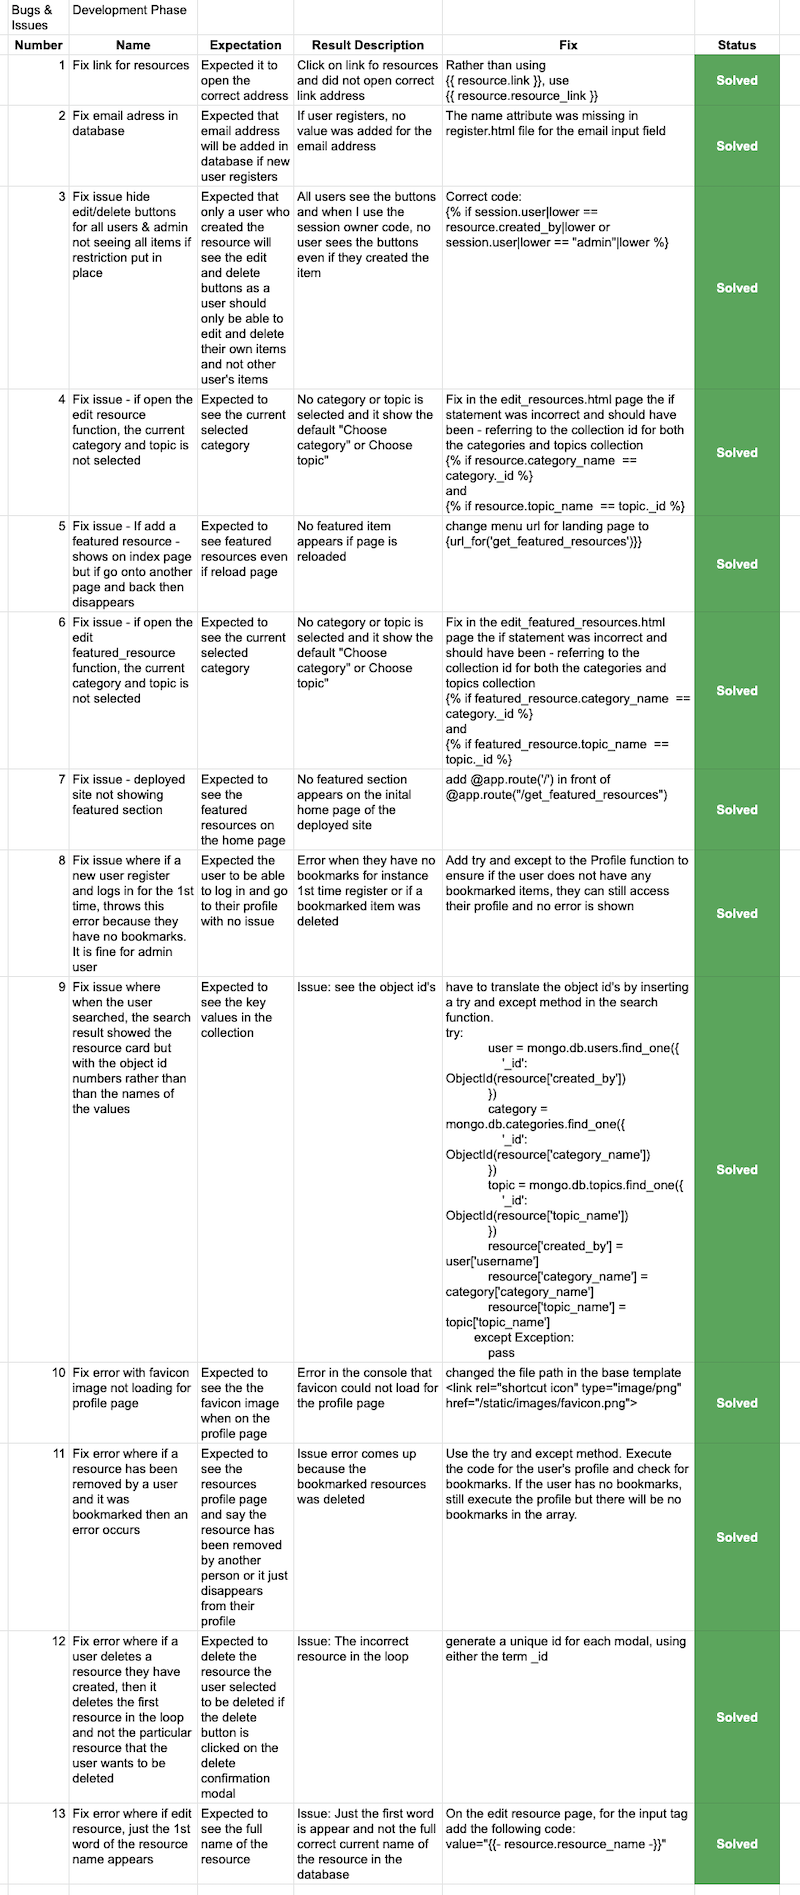 Bugs & Issues
Development Phase
Number
Name
Expectation
Result Description
Fix
Status
1
Fix link for resources
Expected it to
open the
correct address
Click on link fo resources
and did not open correct
link address
Rather than using
{{ resource.link }}, use
{{ resource.resource_link }}
Solved
2
Fix email adress in
database
Expected that
email address
will be added in
database if new
user registers
If user registers, no
value was added for the
email address
The name attribute was missing in
register.html file for the email input field
Solved
3
Fix issue hide
edit/delete buttons
for all users & admin
not seeing all items if
restriction put in
place
Expected that
only a user who
created the
resource will
see the edit
and delete
buttons as a
user should
only be able to
edit and delete
their own items
and not other
user's items
All users see the buttons
and when I use the
session owner code, no
user sees the buttons
even if they created the
item
Correct code:
{% if session.user|lower ==
resource.created_by|lower or
session.user|lower == "admin"|lower %}
Solved
4
Fix issue - if open the
edit resource
function, the current
category and topic is
not selected
Expected to
see the current
selected
category
No category or topic is
selected and it show the
default "Choose
category" or Choose
topic"
Fix in the edit_resources.html page the if
statement was incorrect and should have
been - referring to the collection id for both
the categories and topics collection
{% if resource.category_name  ==
category._id %}
and
{% if resource.topic_name  == topic._id %}
Solved
5
Fix issue - If add a
featured resource -
shows on index page
but if go onto another
page and back then
disappears
Expected to
see featured
resources even
if reload page
No featured item
appears if page is
reloaded
change menu url for landing page to
{url_for('get_featured_resources')}}
Solved
6
Fix issue - if open the
edit
featured_resource
function, the current
category and topic is
not selected
Expected to
see the current
selected
category
No category or topic is
selected and it show the
default "Choose
category" or Choose
topic"
Fix in the edit_featured_resources.html
page the if statement was incorrect and
should have been - referring to the
collection id for both the categories and
topics collection
{% if featured_resource.category_name  ==
category._id %}
and
{% if featured_resource.topic_name  ==
topic._id %}
Solved
7
Fix issue - deployed
site not showing
featured section
Expected to
see the
featured
resources on
the home page
No featured section
appears on the inital
home page of the
deployed site
add @app.route('/') in front of
@app.route("/get_featured_resources")
Solved
8
Fix issue where if a
new user register
and logs in for the 1st
time, throws this
error because they
have no bookmarks.
It is fine for admin
user
Expected the
user to be able
to log in and go
to their profile
with no issue
Error when they have no
bookmarks for instance
1st time register or if a
bookmarked item was
deleted
Add try and except to the Profile function to
ensure if the user does not have any
bookmarked items, they can still access
their profile and no error is shown
Solved
9
Fix issue where
when the user
searched, the search
result showed the
resource card but
with the object id
numbers rather than
than the names of
the values
Expected to
see the key
values in the
collection
Issue: see the object id's
have to translate the object id's by inserting
a try and except method in the search
function.
try:
user = mongo.db.users.find_one({
'_id':
ObjectId(resource['created_by'])
})
category =
mongo.db.categories.find_one({
'_id':
ObjectId(resource['category_name'])
})
topic = mongo.db.topics.find_one({
'_id':
ObjectId(resource['topic_name'])
})
resource['created_by'] =
user['username']
resource['category_name'] =
category['category_name']
resource['topic_name'] =
topic['topic_name']
except Exception:
pass
Solved
10
Fix error with favicon
image not loading for
profile page
Expected to
see the the
favicon image
when on the
profile page
Error in the console that
favicon could not load for
the profile page
changed the file path in the base template
<link rel="shortcut icon" type="image/png"
href="/static/images/favicon.png">
Solved
11
Fix error where if a
resource has been
removed by a user
and it was
bookmarked then an
error occurs
Expected to
see the
resources
profile page
and say the
resource has
been removed
by another
person or it just
disappears
from their
profile
Issue error comes up
because the
bookmarked resources
was deleted
Use the try and except method. Execute
the code for the user's profile and check for
bookmarks. If the user has no bookmarks,
still execute the profile but there will be no
bookmarks in the array.
Solved
12
Fix error where if a
user deletes a
resource they have
created, then it
deletes the first
resource in the loop
and not the particular
resource that the
user wants to be
deleted
Expected to
delete the
resource the
user selected
to be deleted if
the delete
button is
clicked on the
delete
confirmation
modal
Issue: The incorrect
resource in the loop
generate a unique id for each modal, using
either the term _id
Solved
13
Fix error where if edit
resource, just the 1st
word of the resource
name appears
Expected to
see the full
name of the
resource
Issue: Just the first word
is appear and not the full
correct current name of
the resource in the
database
On the edit resource page, for the input tag
add the following code:
value="{{- resource.resource_name -}}"
Solved